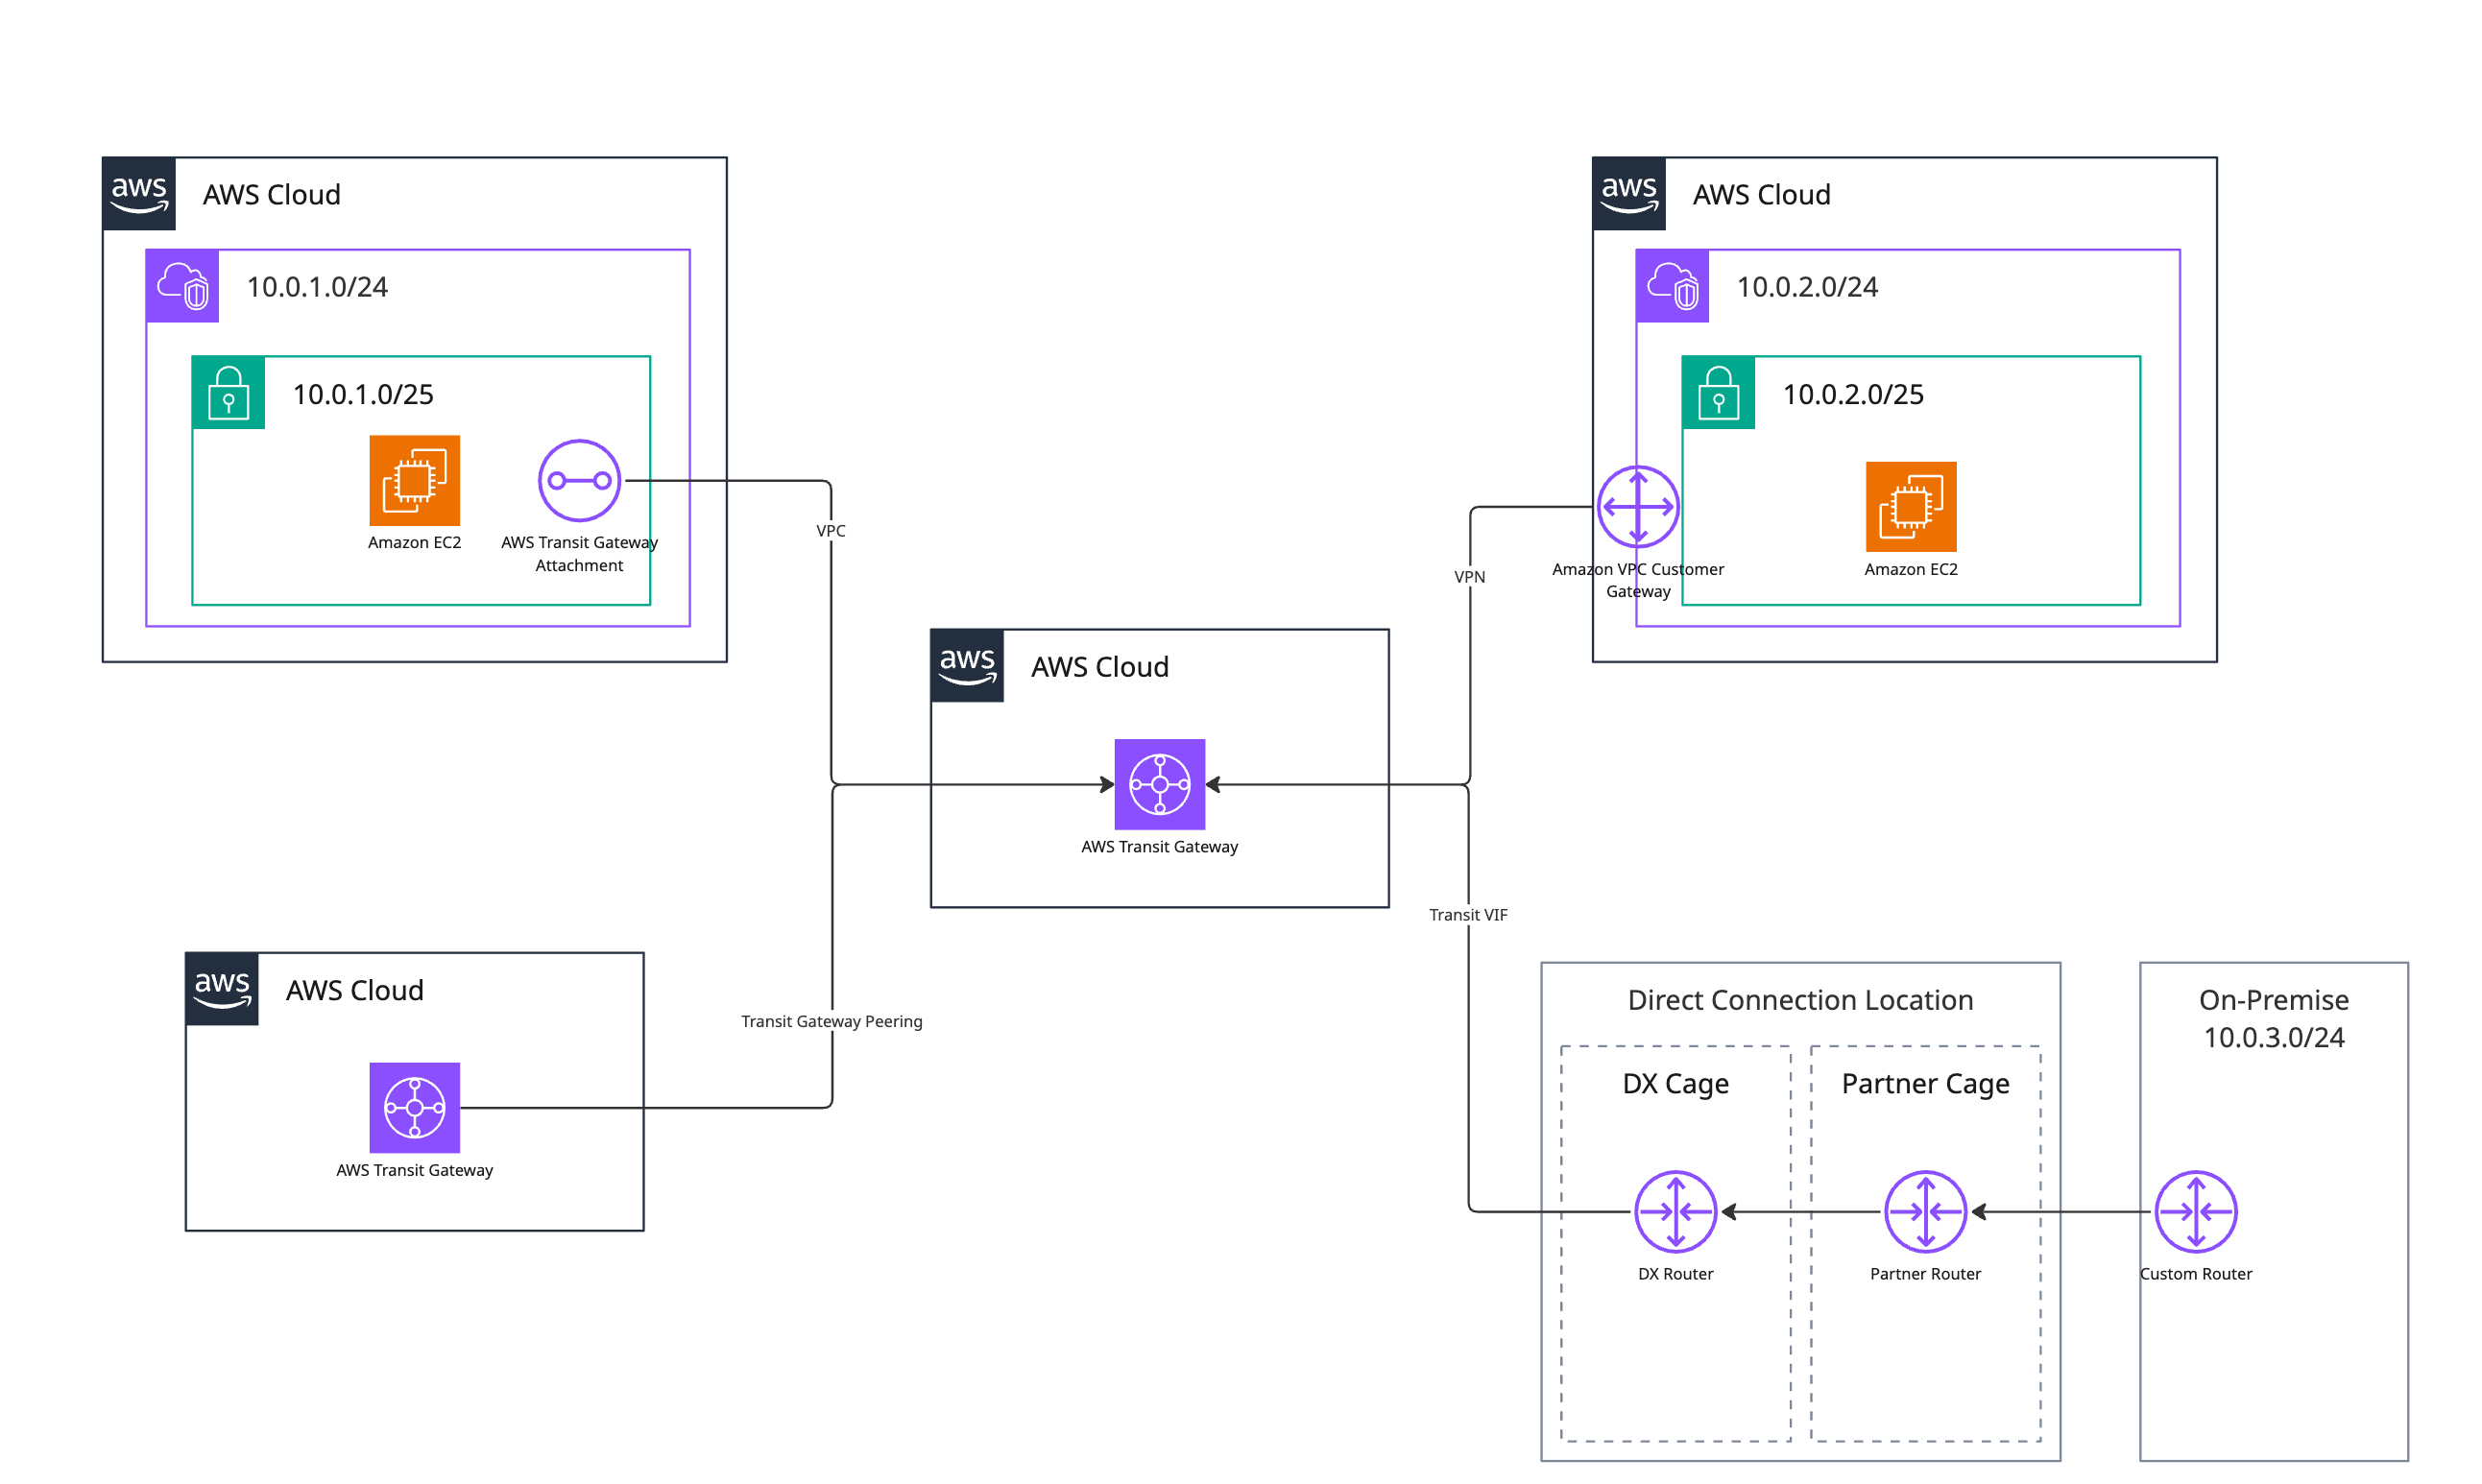 aws
AWS Cloud
10.0.1.0/24
10.0.1.0/25
Amazon EC2
AWS Transit Gateway
Attachment
VPC
aws
AWS Cloud
10.0.2.0/24
10.0.2.0/25
Amazon VPC Customer
Gateway
Amazon EC2
VPN
aws
AWS Cloud
AWS Transit Gateway
Transit VIF
aws
AWS Cloud
AWS Transit Gateway
Transit Gateway Peering
Direct Connection Location
DX Cage
DX Router
Partner Cage
Partner Router
On-Premise
10.0.3.0/24
Custom Router